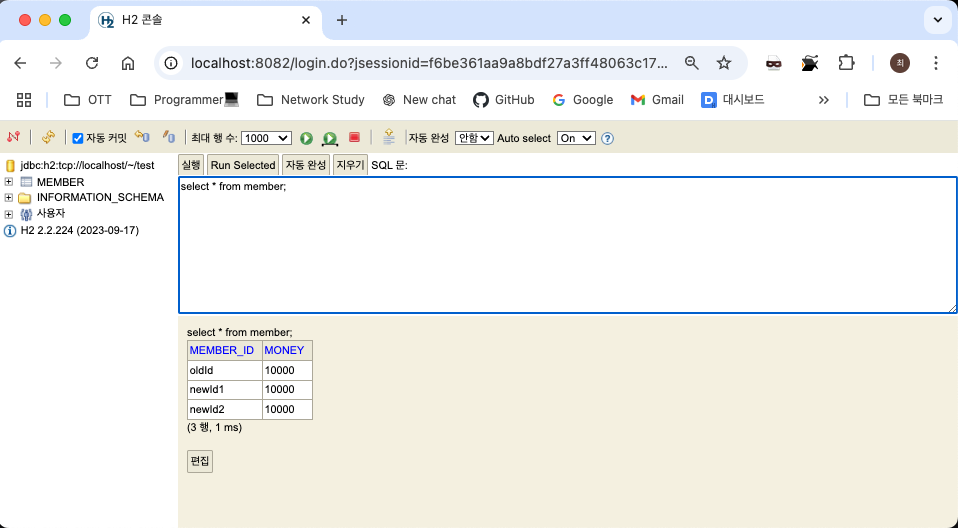 H2 콘솔
localhost:8082/login.do?jsessionid=f6be361aa9a8bdf27a3ff48063c17...
최
OTT Programmer Network Study New chat GitHub Google Gmail 대시보드 » 모든 북마크
자동 커밋 최대 행 수: 1000 자동 완성 안함 Auto select On
jdbc:h2:tcp://localhost/~/test
MEMBER
INFORMATION_SCHEMA
사용자
H2 2.2.224 (2023-09-17)
실행 Run Selected 자동 완성 지우기 SQL 문:
select * from member;
select * from member;
MEMBER_ID MONEY
oldId 10000
newId1 10000
newId2 10000
(3 행, 1 ms)
편집